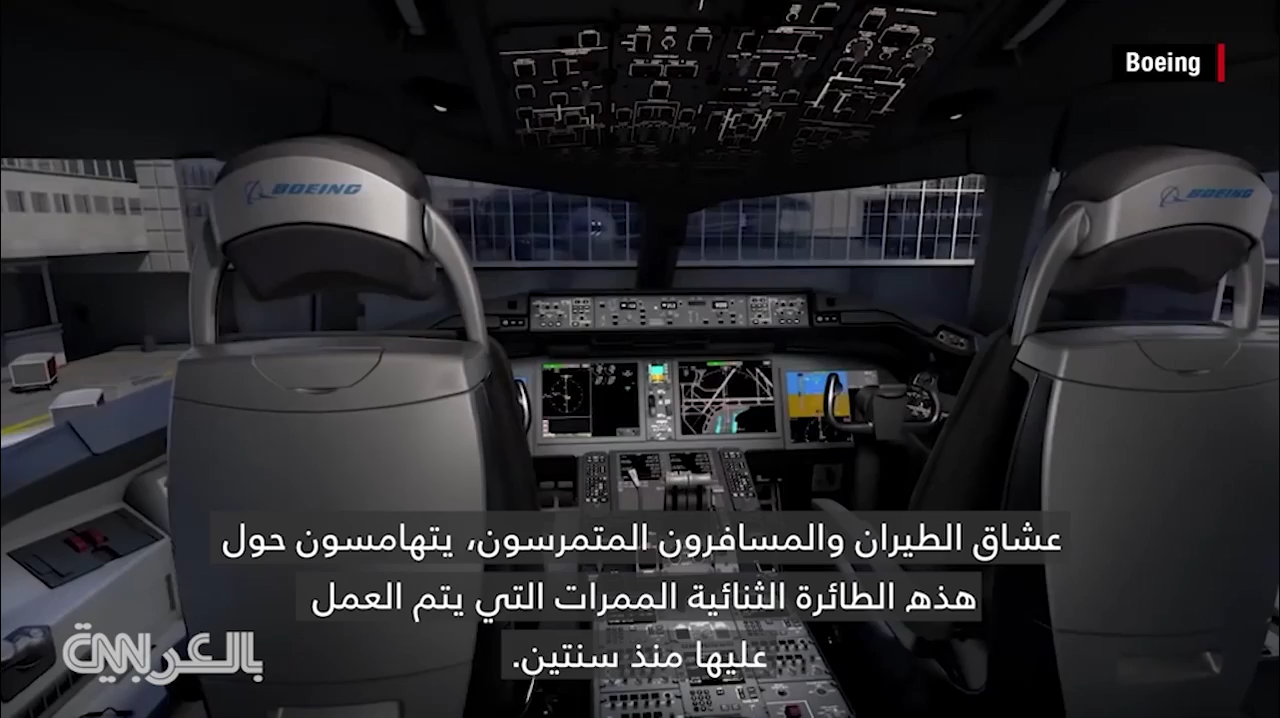 Boeing
BOEING
BOEING
عشاق الطيران والمسافرون المتمرسون، يتهامسون حول
هذه الطائرة الثنائية الممرات التي يتم العمل
عليها منذ سنتين.
CNN بالعربية